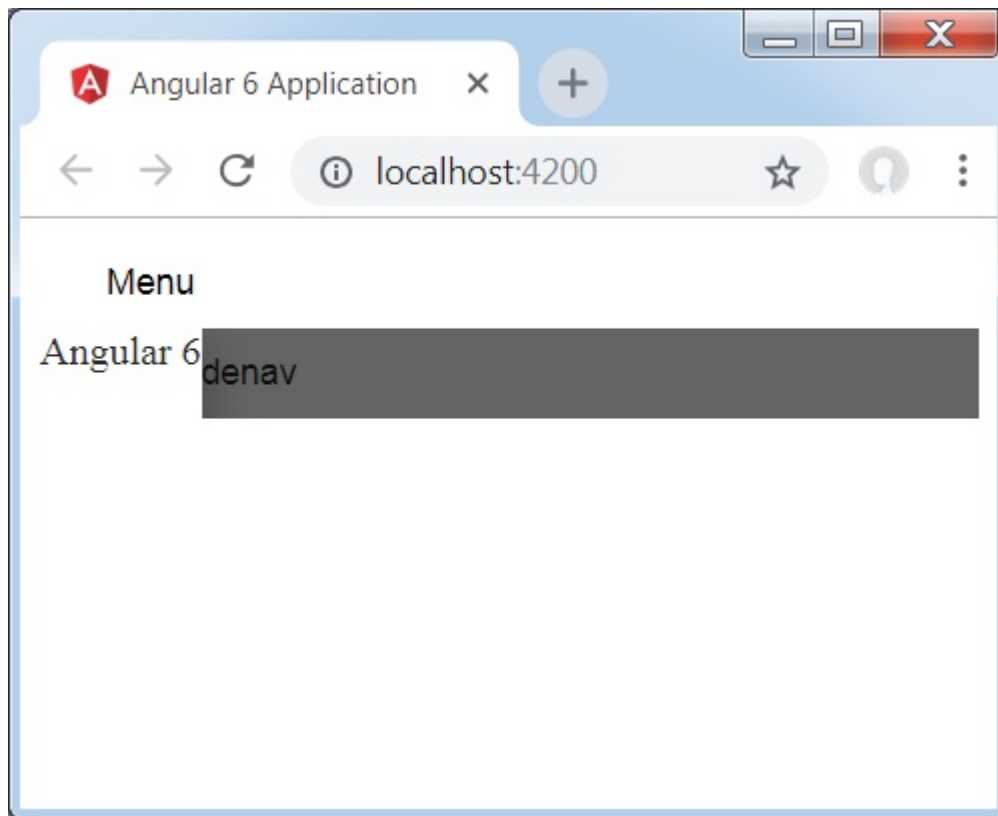 Angular 6 Application
localhost:4200
Menu
Angular 6
denav